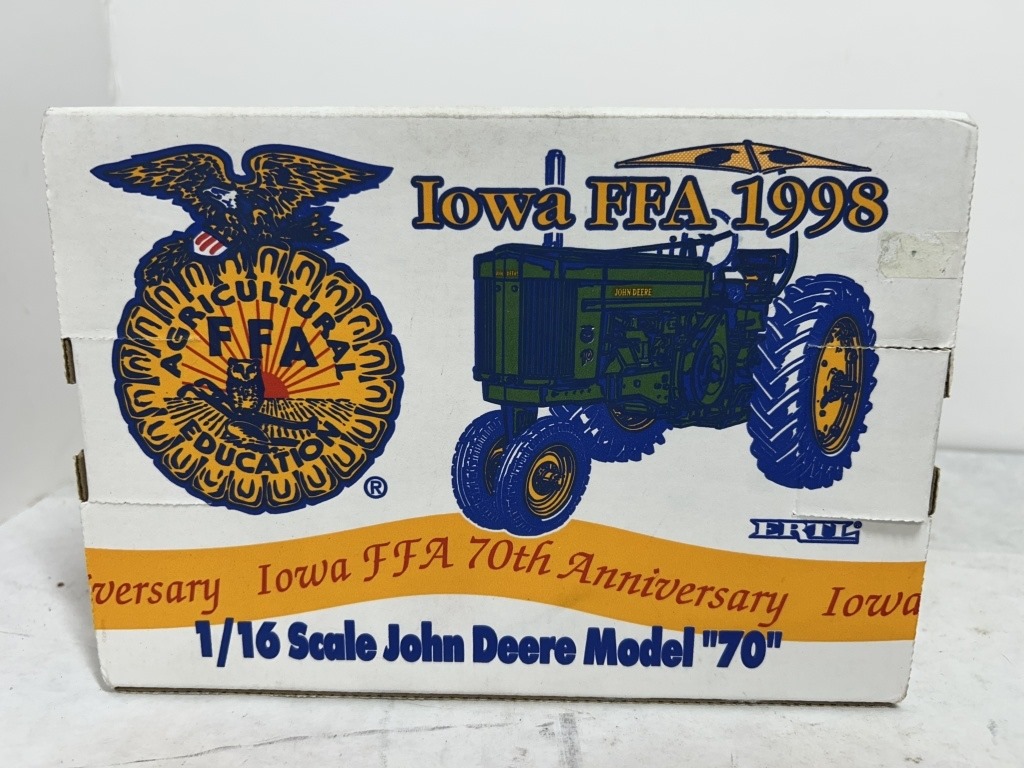 Iowa FFA 1998
AGRICULTURAL
FFA
EDUCATION
®
JOHN DEERE
ERTL
versary Iowa FFA 70th Anniversary Iowa
1/16 Scale John Deere Model "70"